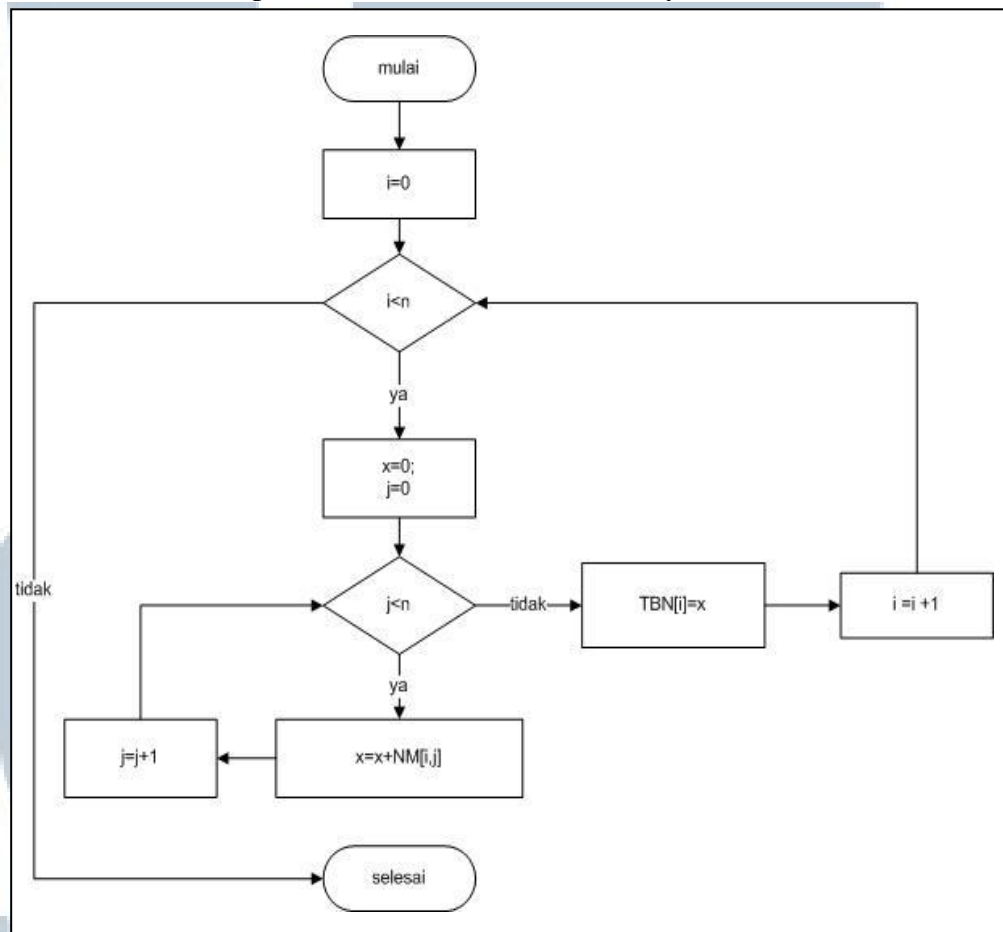 mulai
i=0
i<n
ya
x=0;
j=0
tidak
j<n
tidak
TBN[i]=x
i =i +1
ya
j=j+1
x=x+NM[i,j]
selesai